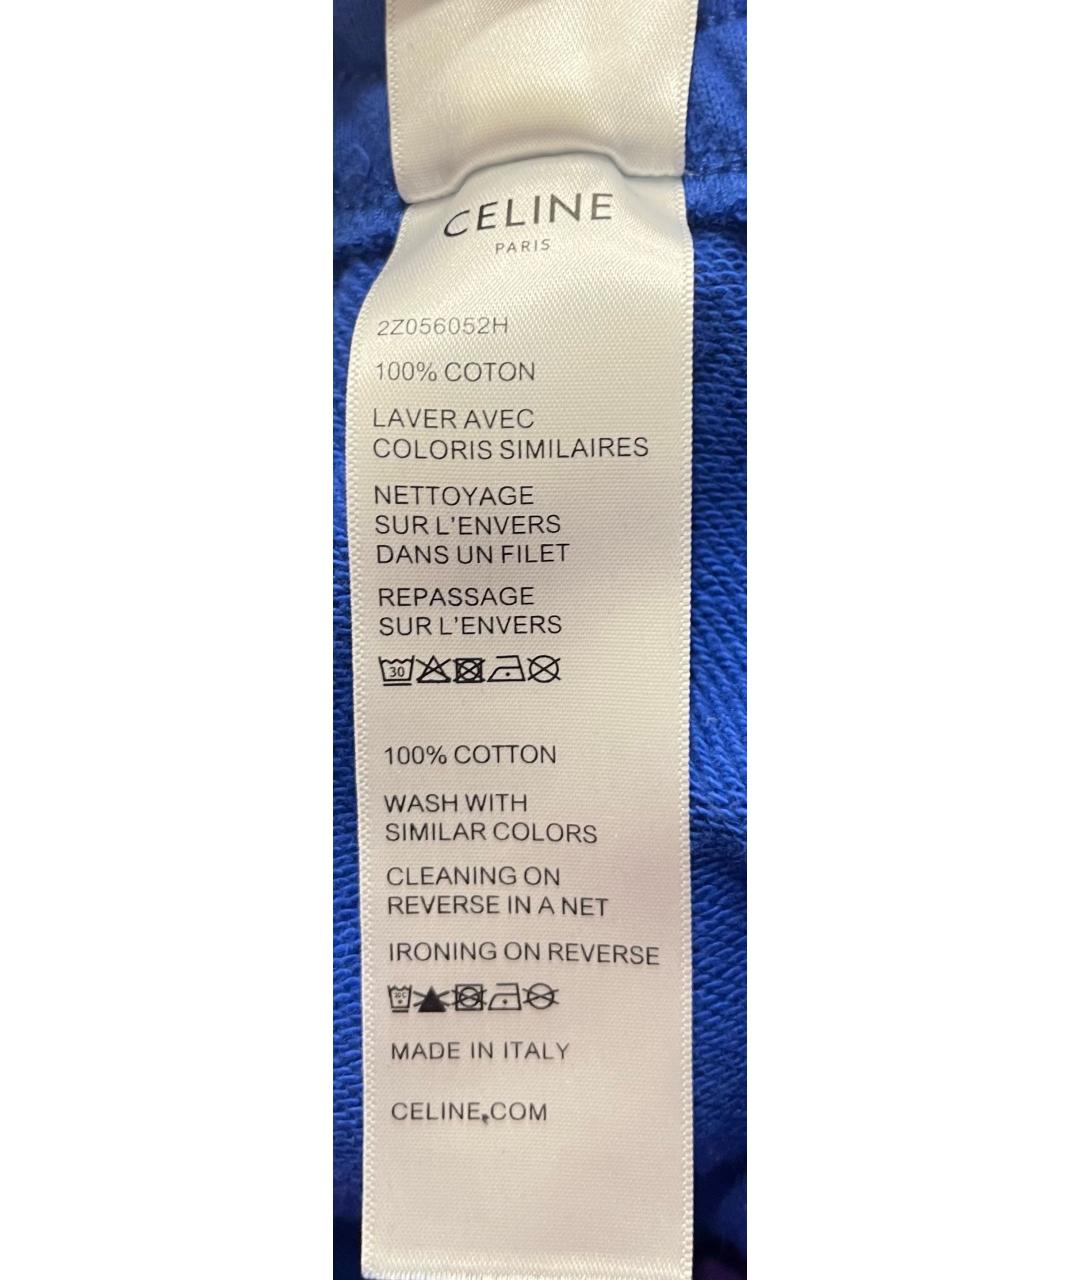 CELINE
PARIS
2Z056052H
100% COTON
LAVER AVEC
COLORIS SIMILAIRES
NETTOYAGE
SUR L'ENVERS
DANS UN FILET
REPASSAGE
SUR L'ENVERS
30
100% COTTON
WASH WITH
SIMILAR COLORS
CLEANING ON
REVERSE IN A NET
IRONING ON REVERSE
MADE IN ITALY
CELINE.COM